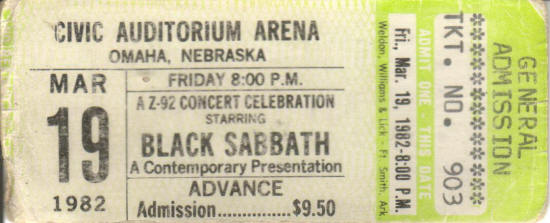 CIVIC AUDITORIUM ARENA
OMAHA, NEBRASKA
MAR
19
1982
FRIDAY 8:00 P.M.
A Z-92 CONCERT CELEBRATION
STARRING
BLACK SABBATH
A Contemporary Presentation
ADVANCE
Admission...............$9.50
Weldon, Williams & Lick - Ft. Smith, Ark
Fri., Mar. 19, 1982-8:00 P.M.
ADMIT ONE - THIS DATE
TKT. NO. 903
********************
GENERAL
ADMISSION